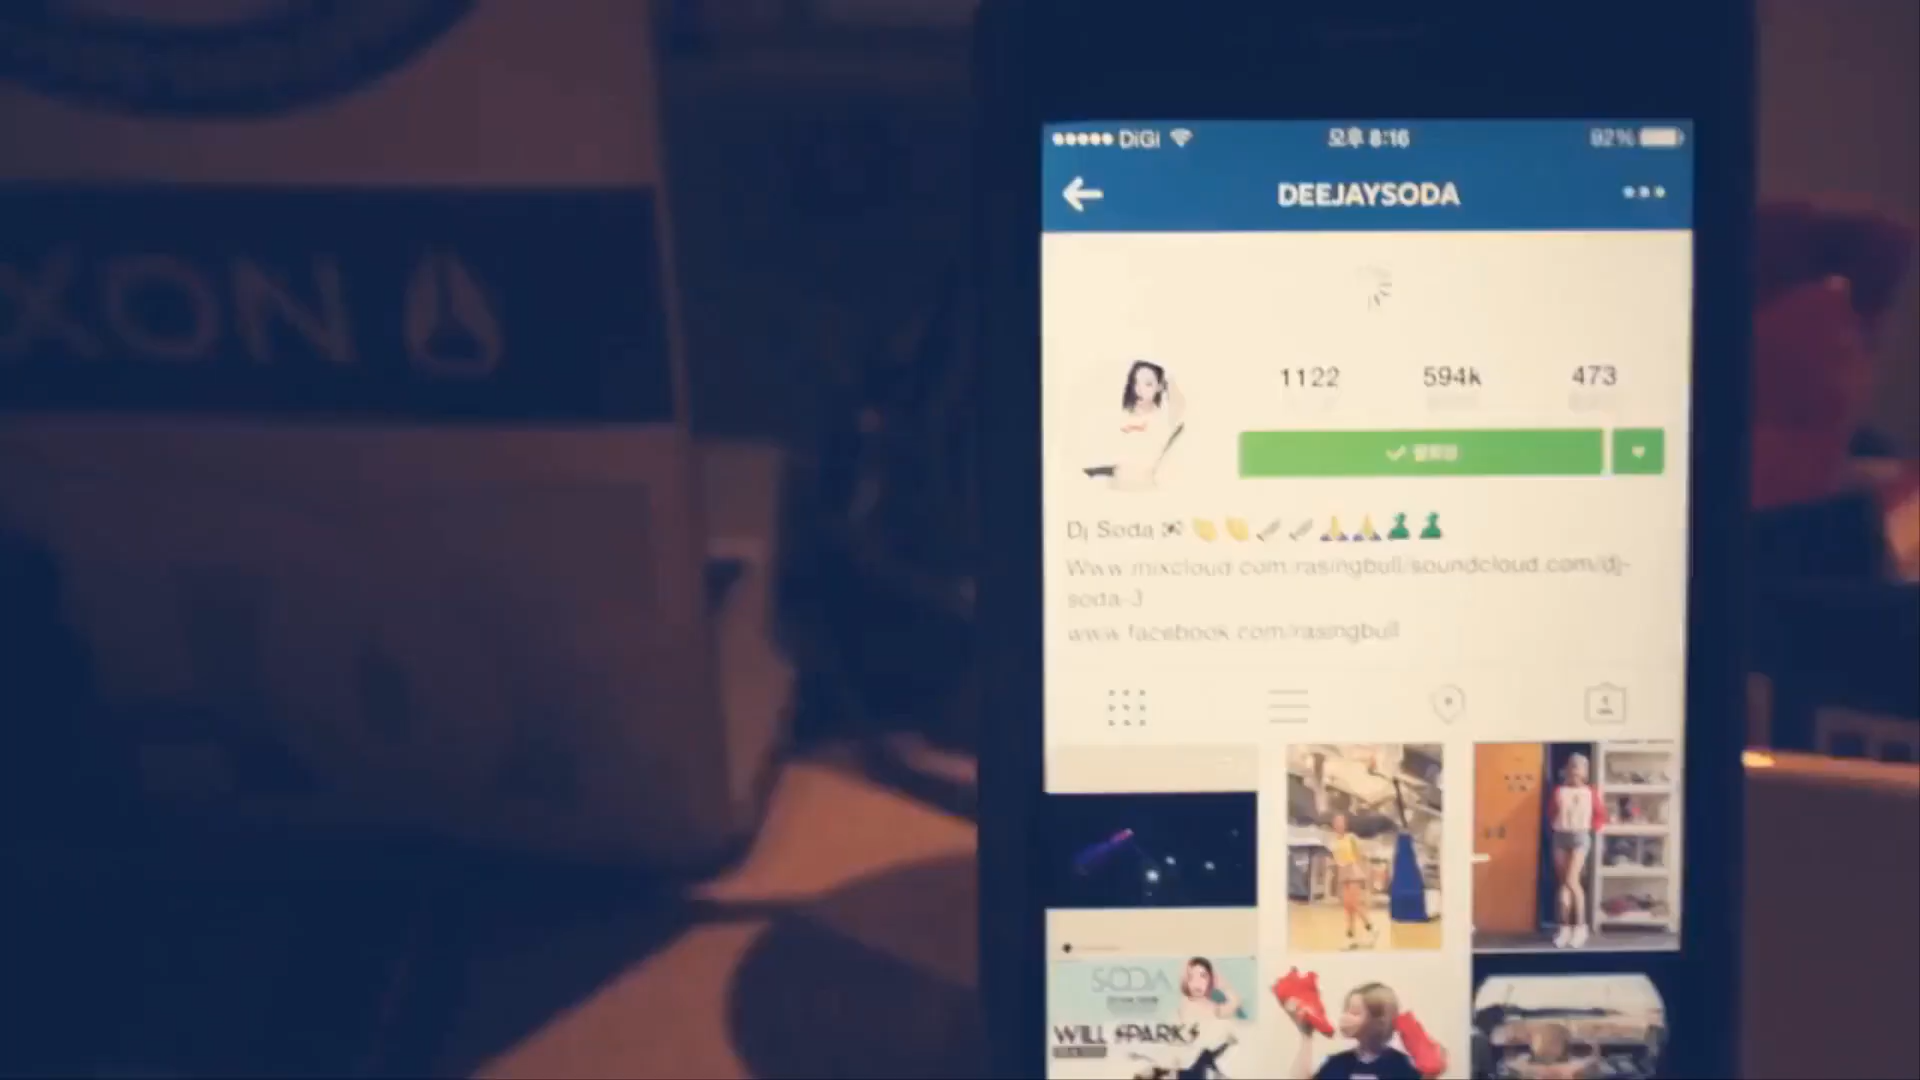 XON
DiGi 오후 8:16 92%
DEEJAYSODA
1122 594k 473
Dj Soda
Www.mixcloud.com/rasingbull/soundcloud.com/dj-
soda-3
www.facebook.com/rasingbull
SODA
WILL SPARKS